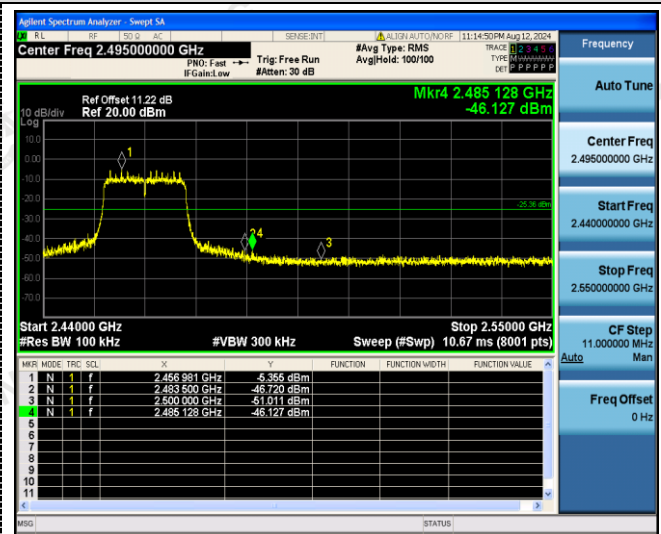 Agilent Spectrum Analyzer - Swept SA
RL RF 50 Ω AC SENSE:INT ALIGN AUTO/NO RF 11:14:50PM Aug 12, 2024
Center Freq 2.495000000 GHz
PNO: Fast
IFGain:Low
Trig: Free Run
#Atten: 30 dB
#Avg Type: RMS
Avg|Hold: 100/100
TRACE 1 2 3 4 5 6
TYPE M
DET P P P P P P
Ref Offset 11.22 dB
Ref 20.00 dBm
10 dB/div
Log
Mkr4 2.485 128 GHz
-46.127 dBm
10.0
0.00
-10.0
-20.0
-30.0
-40.0
-50.0
-60.0
-70.0
1
2
4
3
-25.36 dBm
Start 2.44000 GHz
Stop 2.55000 GHz
#Res BW 100 kHz
#VBW 300 kHz
Sweep (#Swp) 10.67 ms (8001 pts)
MKR MODE TRC SCL X Y FUNCTION FUNCTION WIDTH FUNCTION VALUE
1 N 1 f 2.456 981 GHz -5.355 dBm
2 N 1 f 2.483 500 GHz -46.720 dBm
3 N 1 f 2.500 000 GHz -51.011 dBm
4 N 1 f 2.485 128 GHz -46.127 dBm
5
6
7
8
9
10
11
MSG
STATUS
Frequency
Auto Tune
Center Freq
2.495000000 GHz
Start Freq
2.440000000 GHz
Stop Freq
2.550000000 GHz
CF Step
11.000000 MHz
Auto Man
Freq Offset
0 Hz